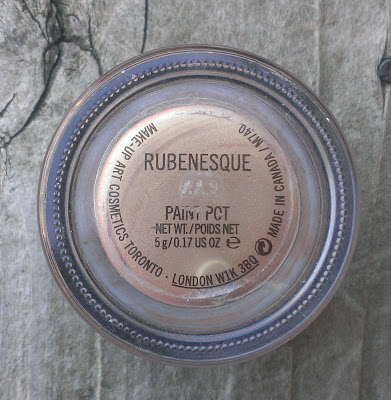 RUBENESQUE
PAINT POT
NET WT./POIDS NET
5 g/0.17 US OZ ℮
MAKE-UP ART COSMETICS TORONTO · LONDON W1K 3BQ
MADE IN CANADA / M740